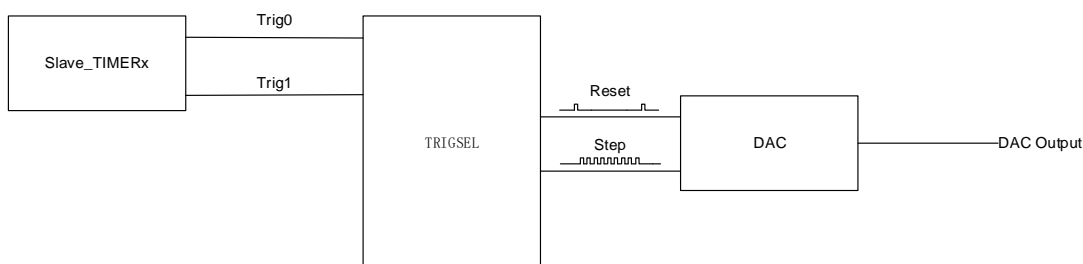 Trig0
Slave_TIMERx
Trig1
Reset
TRIGSEL
Step
DAC
DAC Output